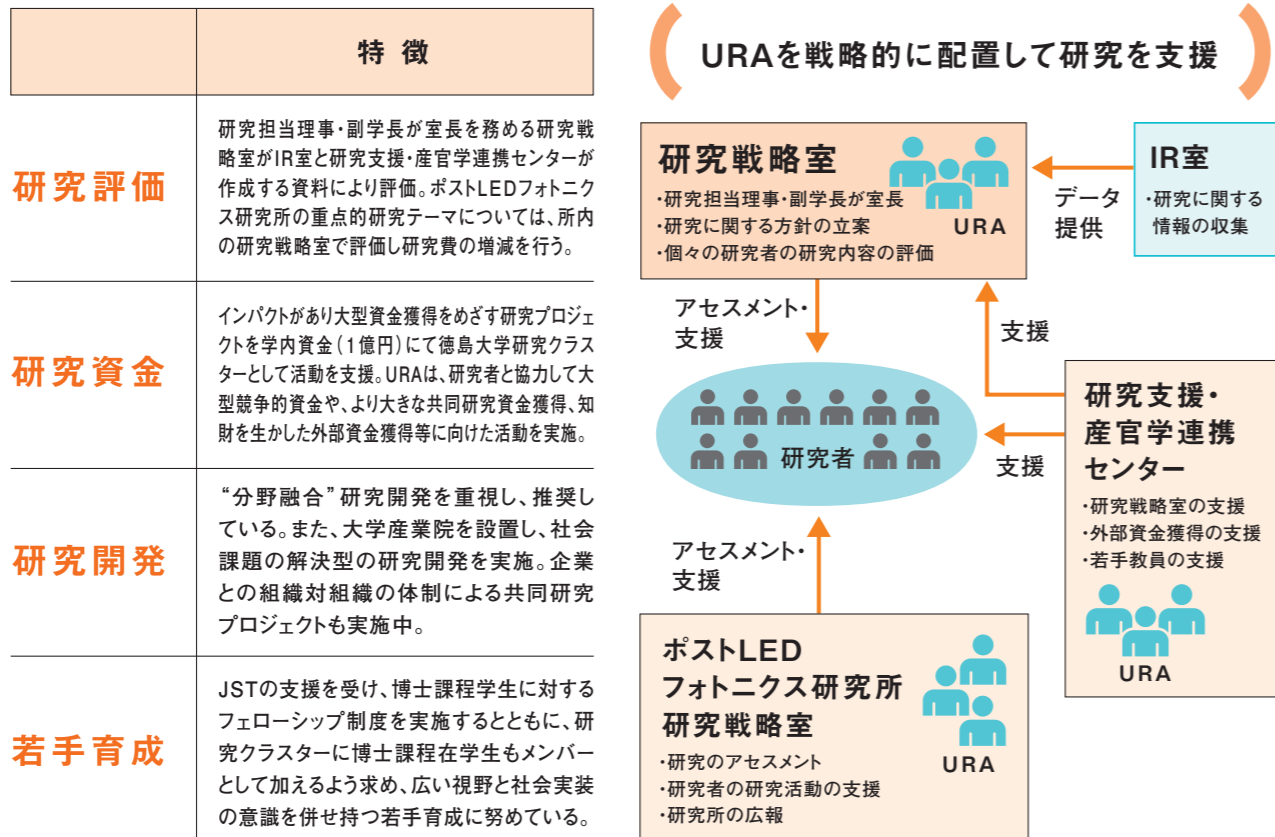 特 徴
研究評価
研究担当理事・副学長が室長を務める研究戦
略室がIR室と研究支援・産官学連携センターが
作成する資料により評価。ポストLEDフォトニク
ス研究所の重点的研究テーマについては、所内
の研究戦略室で評価し研究費の増減を行う。
研究資金
インパクトがあり大型資金獲得をめざす研究プロジェ
クトを学内資金(1億円)にて徳島大学研究クラス
ターとして活動を支援。URAは、研究者と協力して大
型競争的資金や、より大きな共同研究資金獲得、知
財を生かした外部資金獲得等に向けた活動を実施。
研究開発
“分野融合”研究開発を重視し、推奨し
ている。また、大学産業院を設置し、社会
課題の解決型の研究開発を実施。企業
との組織対組織の体制による共同研究
プロジェクトも実施中。
若手育成
JSTの支援を受け、博士課程学生に対する
フェローシップ制度を実施するとともに、研
究クラスターに博士課程在学生もメンバー
として加えるよう求め、広い視野と社会実装
の意識を併せ持つ若手育成に努めている。
URAを戦略的に配置して研究を支援
研究戦略室
・研究担当理事・副学長が室長
・研究に関する方針の立案
・個々の研究者の研究内容の評価
URA
データ
提供
IR室
・研究に関する
情報の収集
アセスメント・
支援
支援
研究者
支援
研究支援・
産官学連携
センター
・研究戦略室の支援
・外部資金獲得の支援
・若手教員の支援
URA
アセスメント・
支援
ポストLED
フォトニクス研究所
研究戦略室
・研究のアセスメント
・研究者の研究活動の支援
・研究所の広報
URA